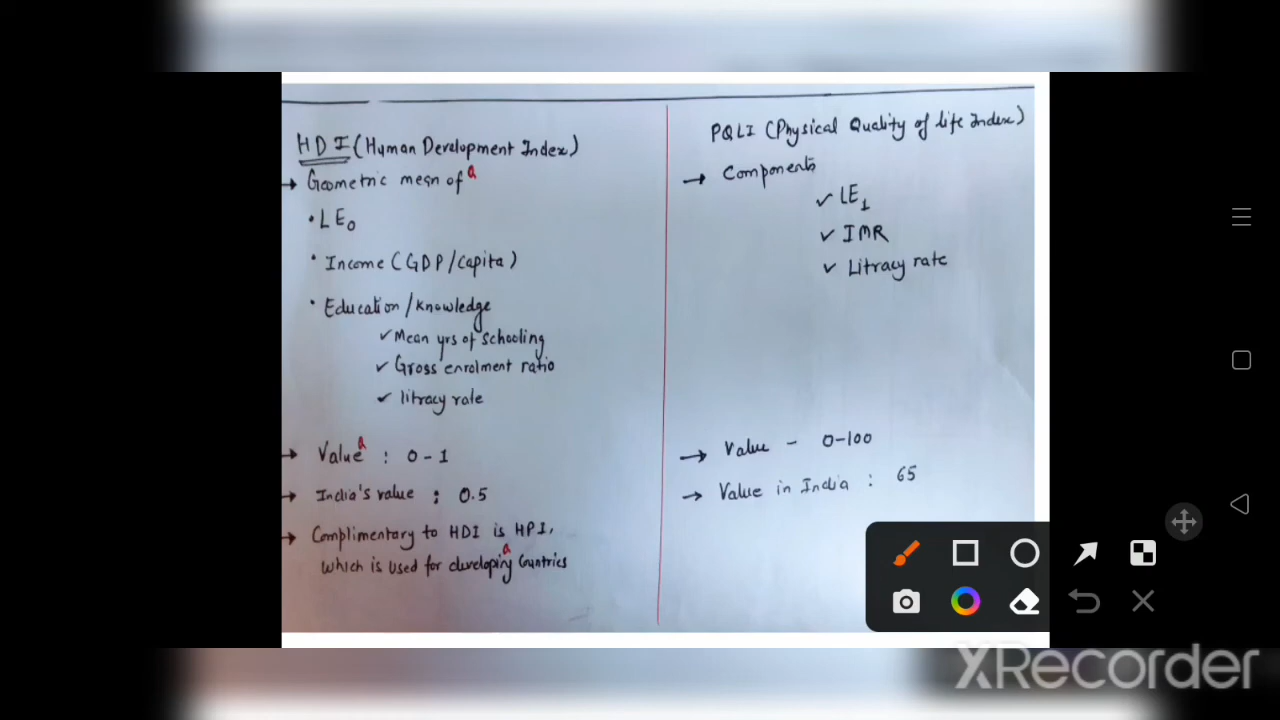 HDI (Human Development Index)
→ Geometric mean of a
• LE0
• Income (GDP/Capita)
• Education/Knowledge
✓ Mean yrs of schooling
✓ Gross enrolment ratio
✓ litracy rate
→ Value a : 0-1
→ India's value : 0.5
→ Complimentary to HDI is HPI,
which is used for developing a Countries
PQLI (Physical Quality of life Index)
→ Components
✓ LE1
✓ IMR
✓ Litracy rate
→ Value - 0-100
→ Value in India : 65
XRecorder